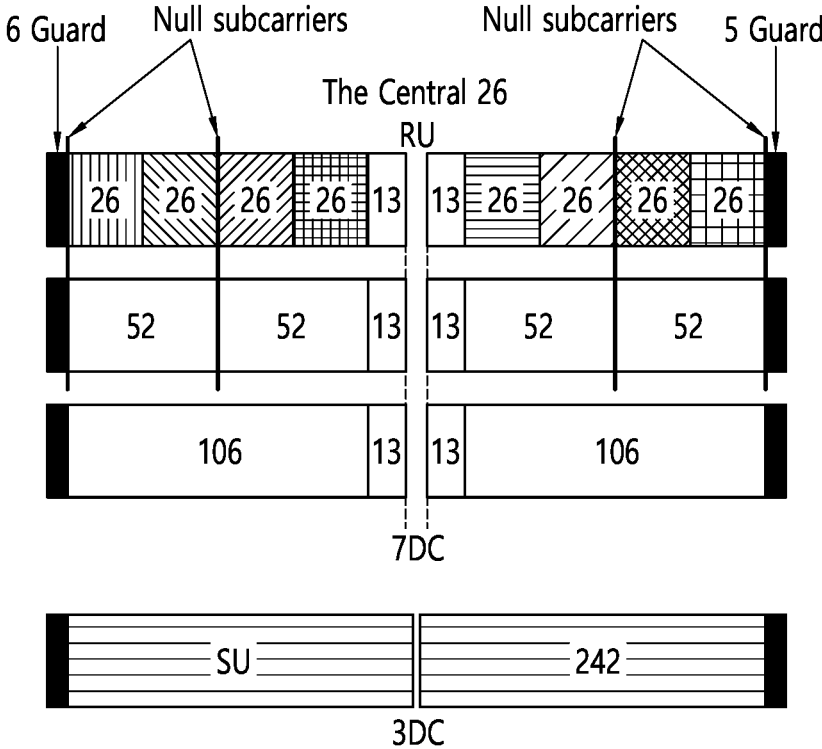 6 Guard
Null subcarriers
Null subcarriers
5 Guard
The Central 26
RU
26 26 26 26 13 13 26 26 26 26
52 52 13 13 52 52
106 13 13 106
7DC
SU 242
3DC